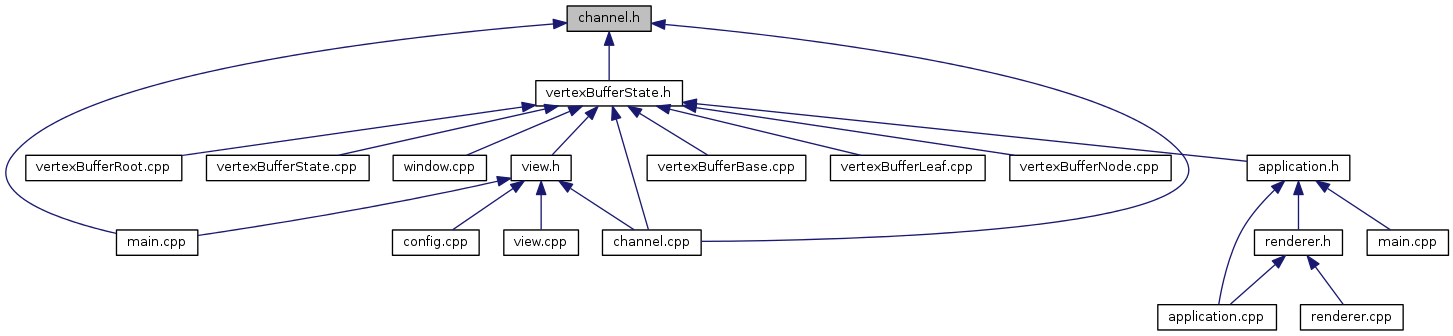 channel.h
vertexBufferState.h
vertexBufferRoot.cpp
vertexBufferState.cpp
window.cpp
view.h
vertexBufferBase.cpp
vertexBufferLeaf.cpp
vertexBufferNode.cpp
application.h
main.cpp
config.cpp
view.cpp
channel.cpp
renderer.h
main.cpp
application.cpp
renderer.cpp